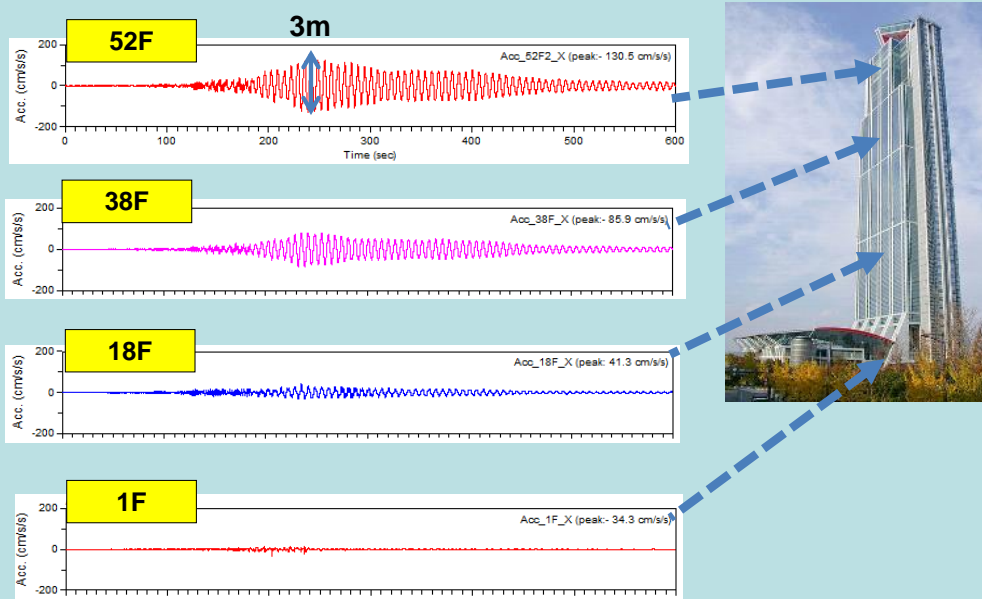 52F
3m
Acc_52F2_X (peak:- 130.5 cm/s/s)
Acc. (cm/s/s)
200
0
-200
0 100 200 300 400 500 600
Time (sec)
38F
Acc_38F_X (peak:- 85.9 cm/s/s)
Acc. (cm/s/s)
200
0
-200
18F
Acc_18F_X (peak: 41.3 cm/s/s)
Acc. (cm/s/s)
200
0
-200
1F
Acc_1F_X (peak:- 34.3 cm/s/s)
Acc. (cm/s/s)
200
0
-200